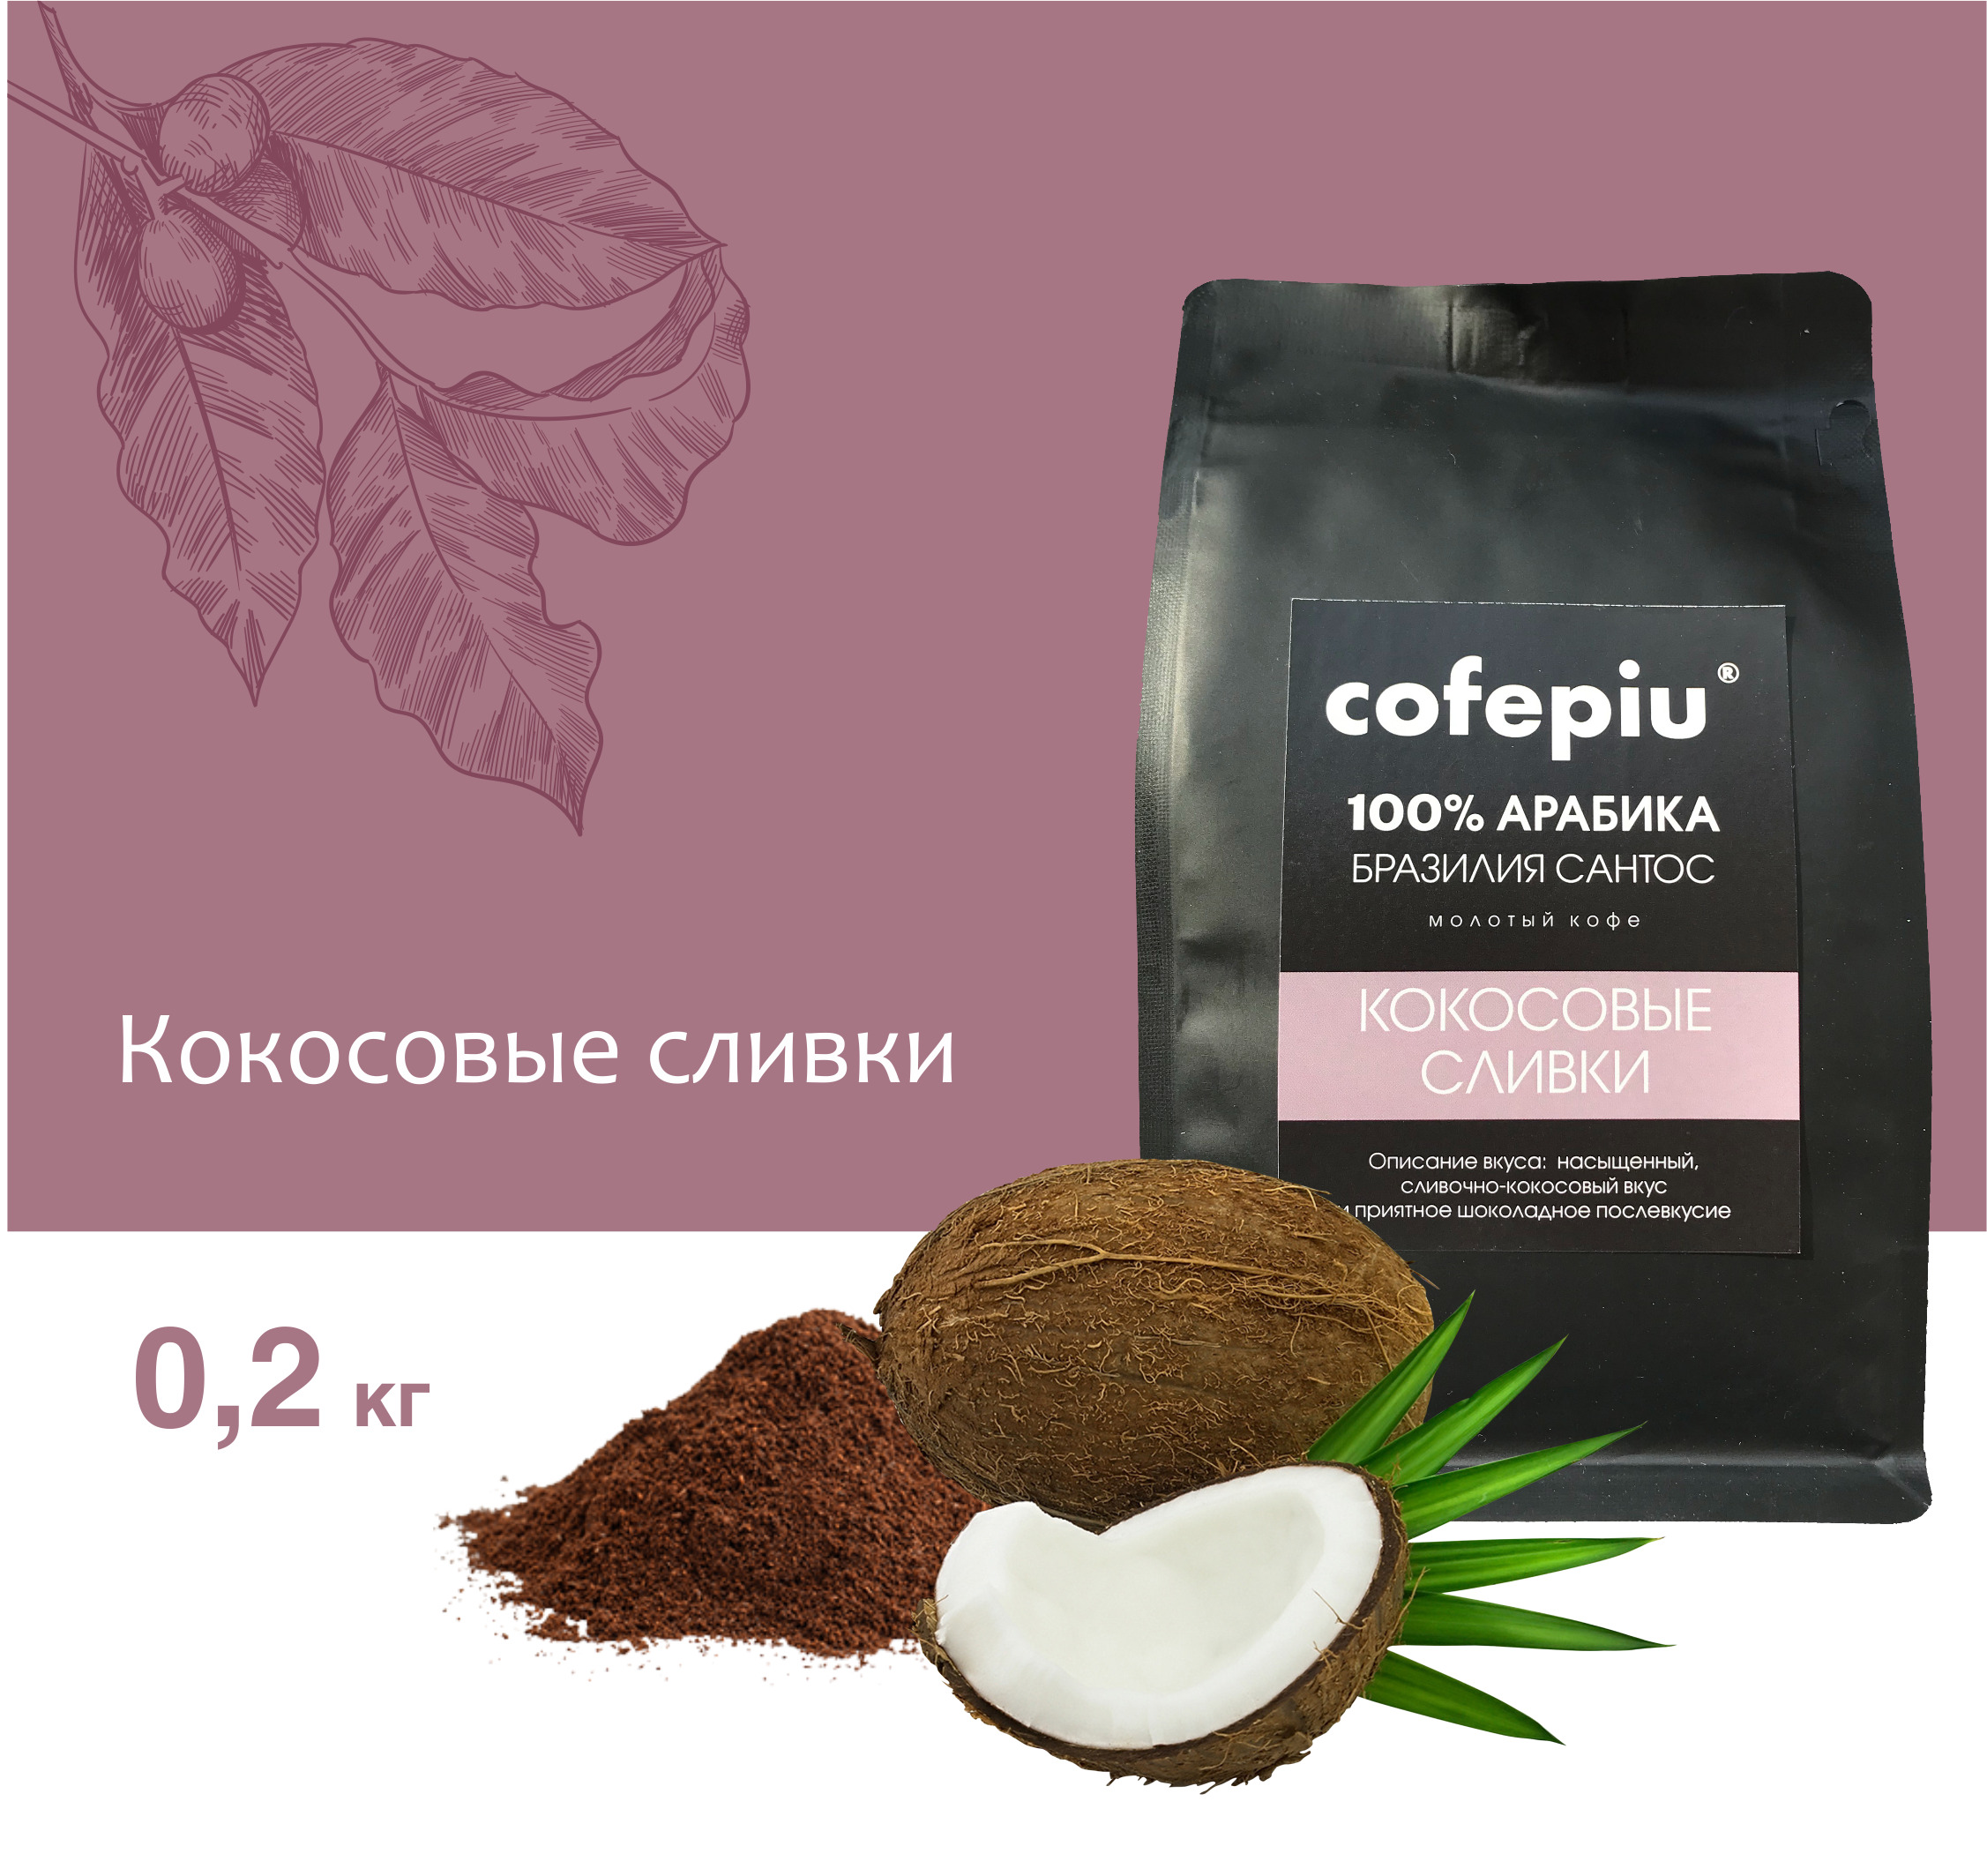 cofepiu®
100% АРАБИКА
БРАЗИЛИЯ САНТОС
молотый кофе
КОКОСОВЫЕ
СЛИВКИ
Описание вкуса: насыщенный,
сливочно-кокосовый вкус
и приятное шоколадное послевкусие
Кокосовые сливки
0,2 кг